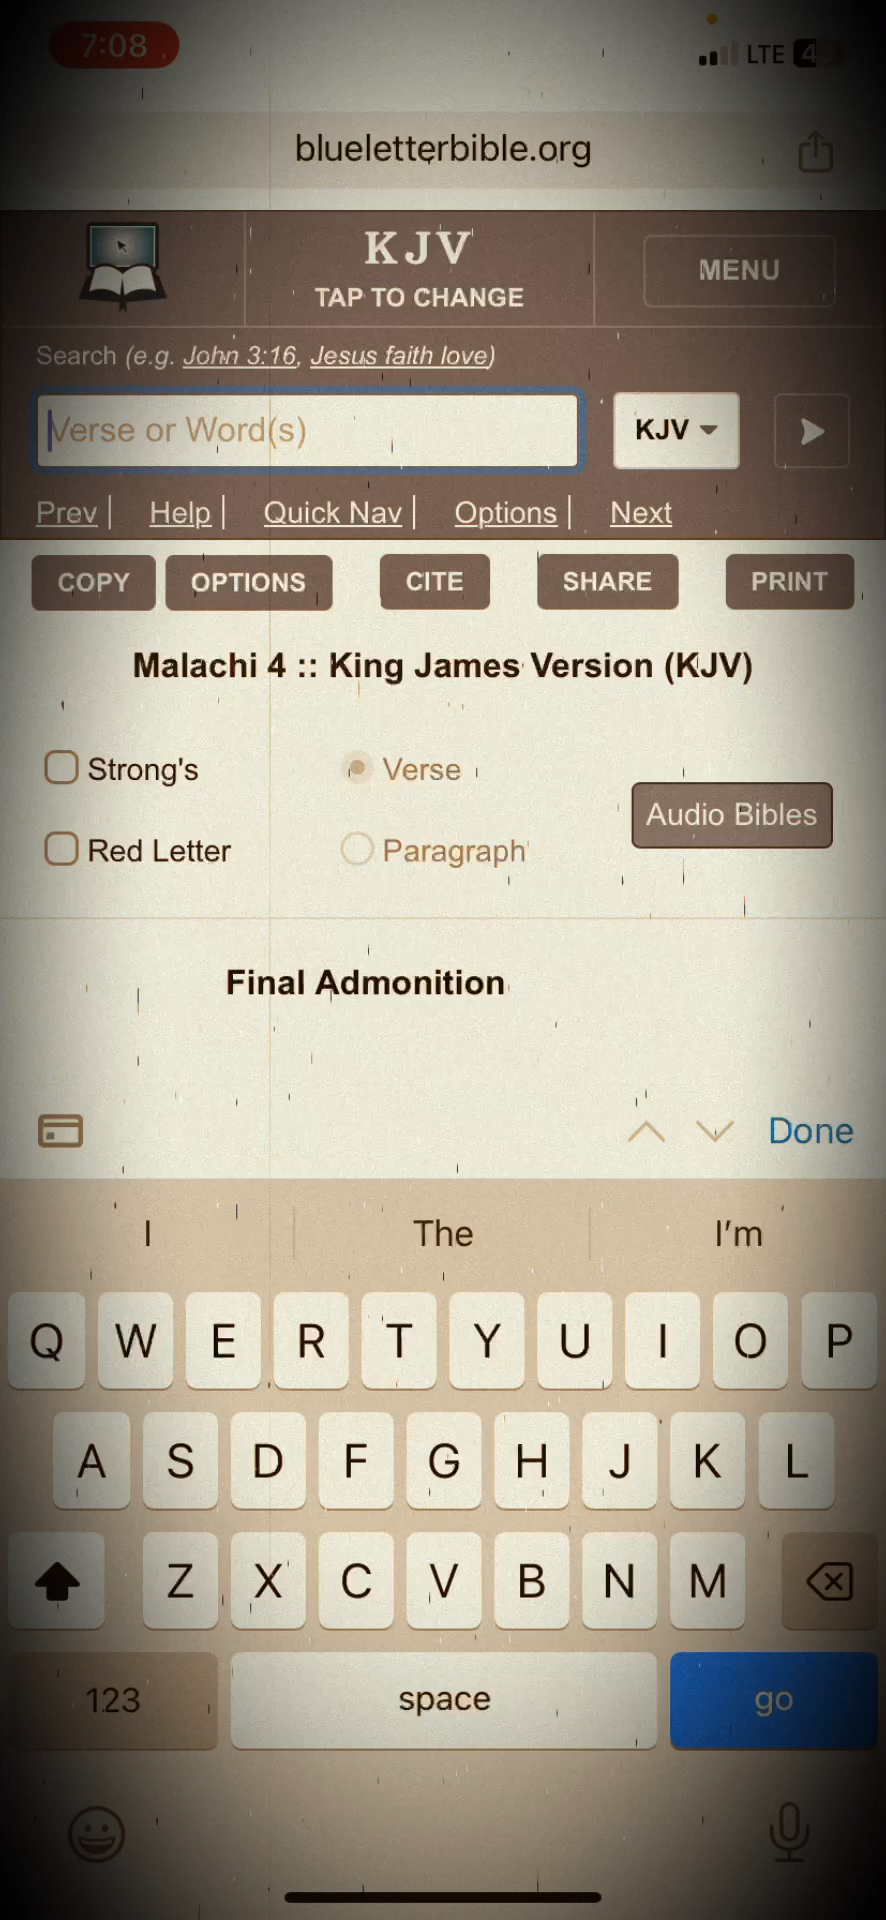 7:08
LTE
blueletterbible.org
KJV
TAP TO CHANGE
MENU
Search (e.g. John 3:16, Jesus faith love)
Verse or Word(s)
KJV
Prev | Help | Quick Nav | Options | Next
COPY OPTIONS CITE SHARE PRINT
Malachi 4 :: King James Version (KJV)
Strong's Verse
Audio Bibles
Red Letter Paragraph
Final Admonition
Done
I The I'm
Q W E R T Y U I O P
A S D F G H J K L
Z X C V B N M
123 space go